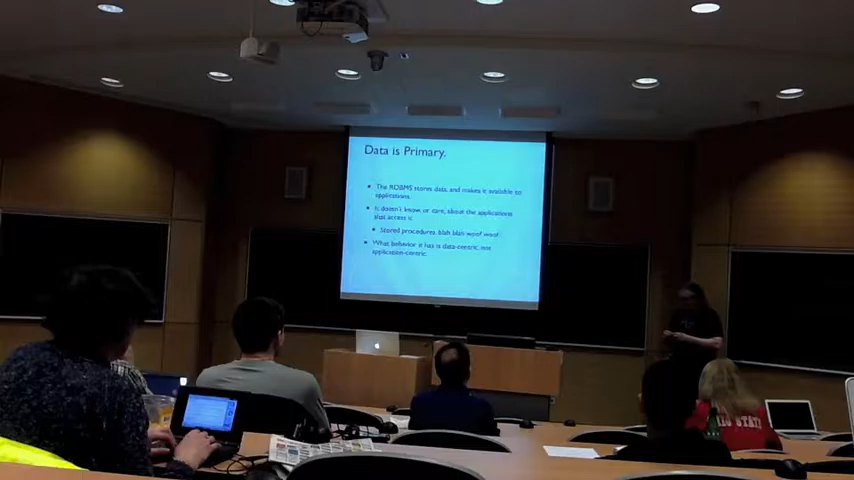 Data is Primary.
• The RDBMS stores data, and makes it available to
applications.
• It doesn't know, or care, about the applications
that access it.
• Stored procedures, blah blah woof woof.
• What behavior it has is data-centric, not
application-centric.
STATE